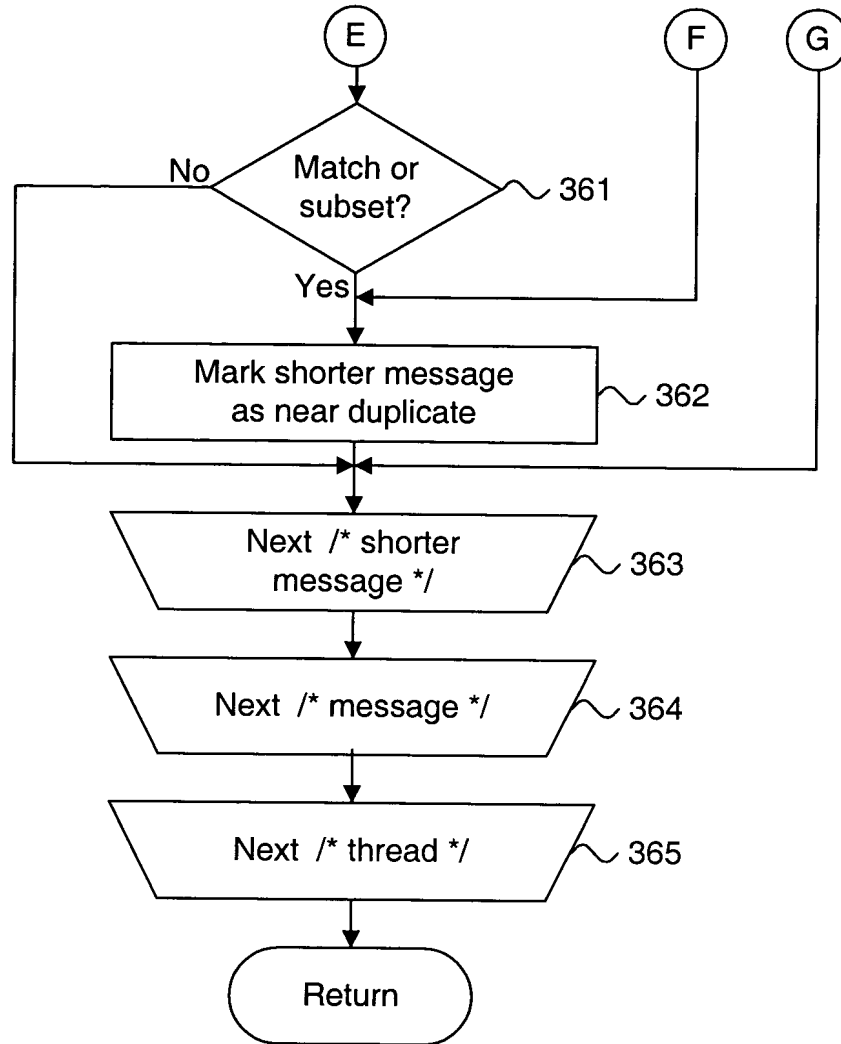 E
F
G
No
Match or
subset?
361
Yes
Mark shorter message
as near duplicate
362
Next /* shorter
message */
363
Next /* message */
364
Next /* thread */
365
Return